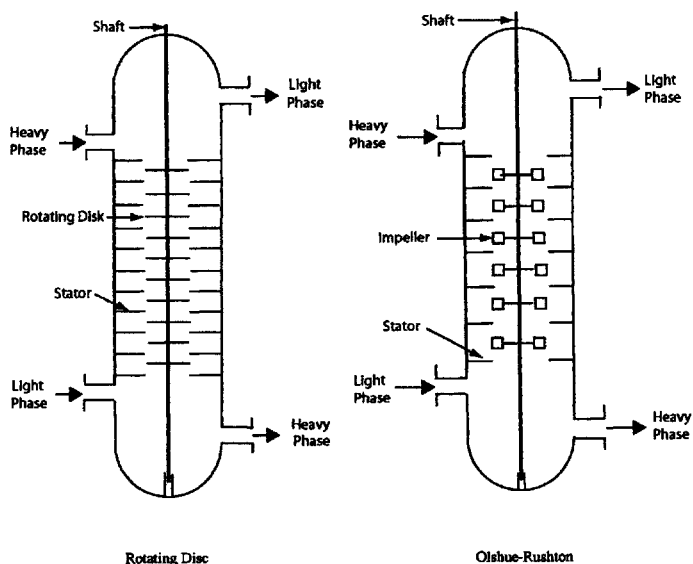 Shaft
Light
Phase
Heavy
Phase
Rotating Disk
Stator
Light
Phase
Heavy
Phase
Rotating Disc
Shaft
Light
Phase
Heavy
Phase
Impeller
Stator
Light
Phase
Heavy
Phase
Olshue-Rushton